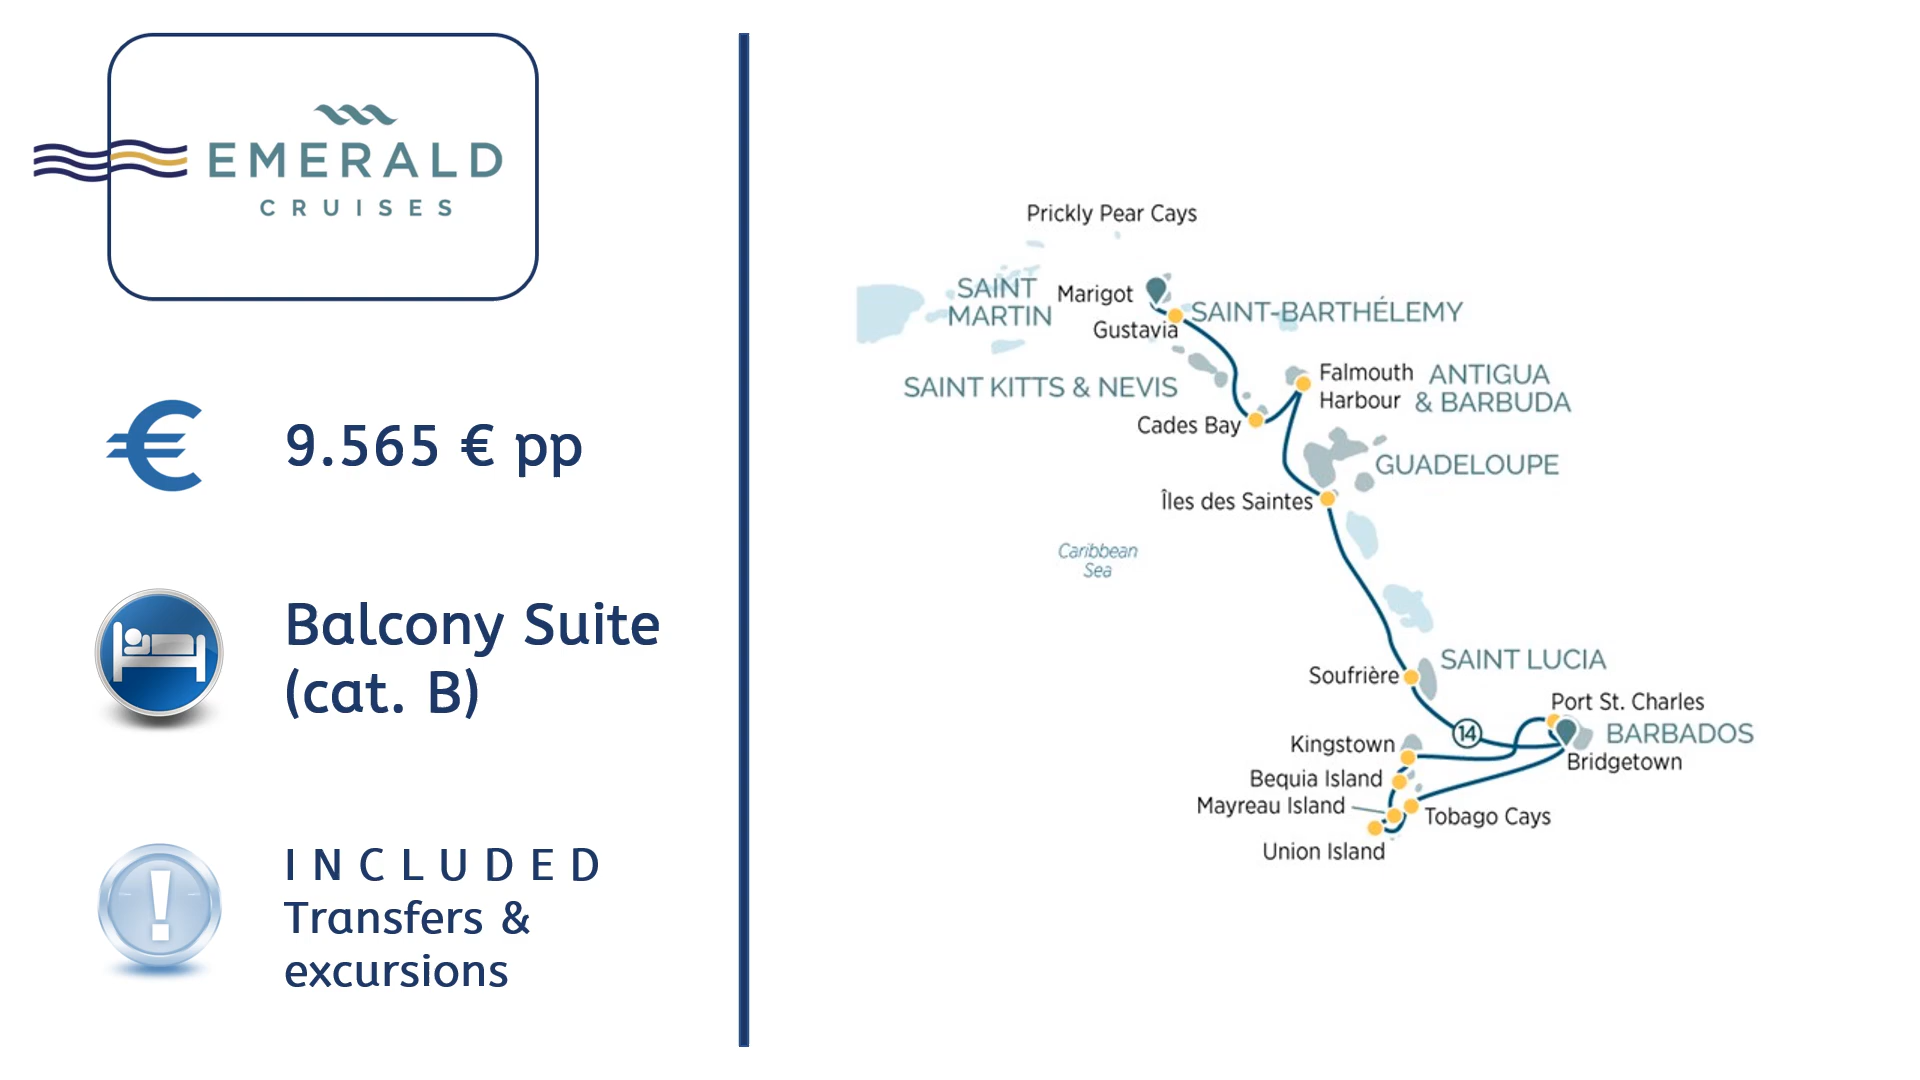 EMERALD
CRUISES
9.565 € pp
Balcony Suite
(cat. B)
INCLUDED
Transfers &
excursions
Prickly Pear Cays
SAINT
MARTIN
Marigot
SAINT-BARTHÉLEMY
Gustavia
SAINT KITTS & NEVIS
Falmouth
Harbour
ANTIGUA
& BARBUDA
Cades Bay
GUADELOUPE
Îles des Saintes
Caribbean
Sea
SAINT LUCIA
Soufrière
Port St. Charles
14
BARBADOS
Kingstown
Bridgetown
Bequia Island
Mayreau Island
Tobago Cays
Union Island